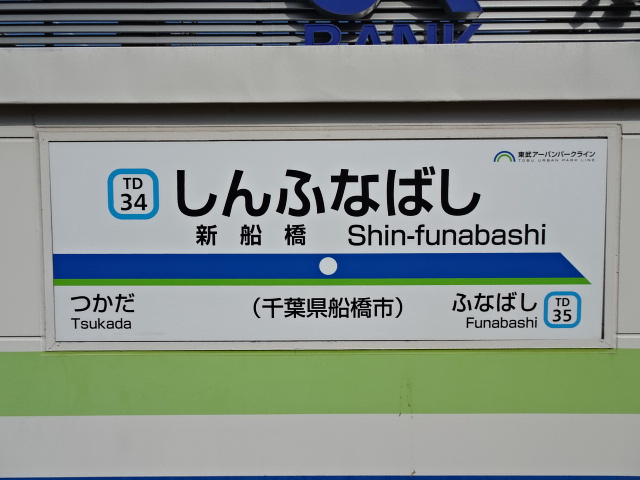 BANK
東武アーバンパークライン
TOBU URBAN PARK LINE
TD
34
しんふなばし
新船橋 Shin-funabashi
つかだ
Tsukada
(千葉県船橋市)
ふなばし
Funabashi
TD
35